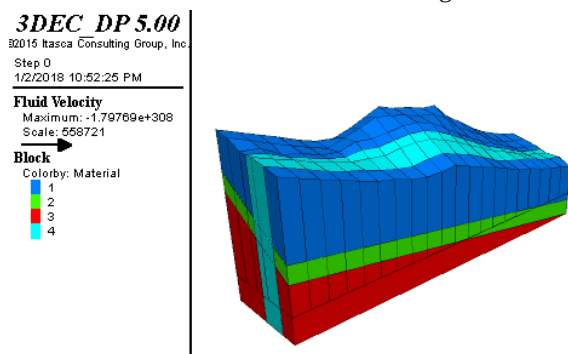 3DEC_DP 5.00
©2015 Itasca Consulting Group, Inc.
Step 0
1/2/2018 10:52:25 PM
Fluid Velocity
Maximum: -1.79769e+308
Scale: 558721
Block
Colorby: Material
1
2
3
4